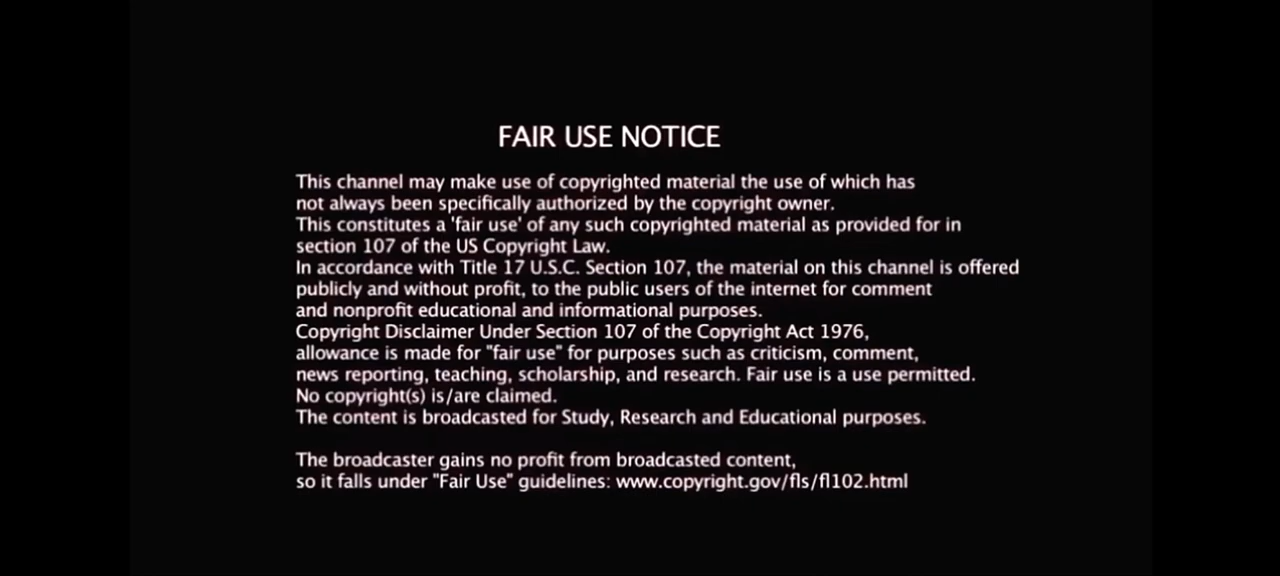 FAIR USE NOTICE
This channel may make use of copyrighted material the use of which has
not always been specifically authorized by the copyright owner.
This constitutes a 'fair use' of any such copyrighted material as provided for in
section 107 of the US Copyright Law.
In accordance with Title 17 U.S.C. Section 107, the material on this channel is offered
publicly and without profit, to the public users of the internet for comment
and nonprofit educational and informational purposes.
Copyright Disclaimer Under Section 107 of the Copyright Act 1976,
allowance is made for "fair use" for purposes such as criticism, comment,
news reporting, teaching, scholarship, and research. Fair use is a use permitted.
No copyright(s) is/are claimed.
The content is broadcasted for Study, Research and Educational purposes.
The broadcaster gains no profit from broadcasted content,
so it falls under "Fair Use" guidelines: www.copyright.gov/fls/fl102.html